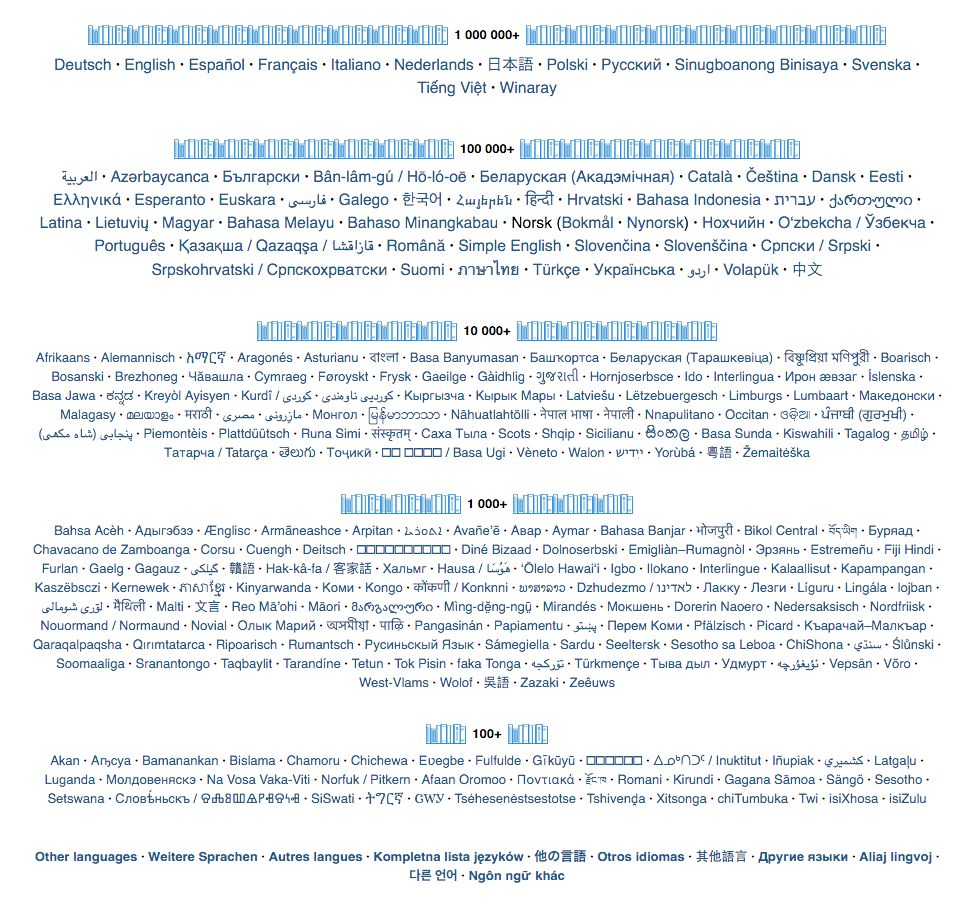 1 000 000+
Deutsch · English · Español · Français · Italiano · Nederlands · 日本語 · Polski · Русский · Sinugboanong Binisaya · Svenska ·
Tiếng Việt · Winaray
100 000+
العربية · Azərbaycanca · Български · Bân-lâm-gú / Hō-ló-oē · Беларуская (Акадэмічная) · Català · Čeština · Dansk · Eesti ·
Ελληνικά · Esperanto · Euskara · فارسی · Galego · 한국어 · Հայերեն · हिन्दी · Hrvatski · Bahasa Indonesia · עברית · ქართული ·
Latina · Lietuvių · Magyar · Bahasa Melayu · Bahaso Minangkabau · Norsk (Bokmål · Nynorsk) · Нохчийн · Oʻzbekcha / Ўзбекча ·
Português · Қазақша / Qazaqşa / قازاقشا · Română · Simple English · Slovenčina · Slovenščina · Српски / Srpski ·
Srpskohrvatski / Српскохрватски · Suomi · ภาษาไทย · Türkçe · Українська · اردو · Volapük · 中文
10 000+
Afrikaans · Alemannisch · አማርኛ · Aragonés · Asturianu · বাংলা · Basa Banyumasan · Башҡортса · Беларуская (Тарашкевіца) · বিষ্ণুপ্রিয়া মণিপুরী · Boarisch ·
Bosanski · Brezhoneg · Чӑвашла · Cymraeg · Føroyskt · Frysk · Gaeilge · Gàidhlig · ગુજરાતી · Hornjoserbsce · Ido · Interlingua · Ирон æвзаг · Íslenska ·
Basa Jawa · ಕನ್ನಡ · Kreyòl Ayisyen · Kurdî / كوردی · کوردیی ناوەندی · Кыргызча · Кырык Мары · Latviešu · Lëtzebuergesch · Limburgs · Lumbaart · Македонски ·
Malagasy · മലയാളം · मराठी · مصرى · مازِرونی · Монгол · မြန်မာဘာသာ · Nāhuatlahtōlli · नेपाल भाषा · नेपाली · Nnapulitano · Occitan · ଓଡ଼ିଆ · ਪੰਜਾਬੀ (ਗੁਰਮੁਖੀ) ·
پنجابی (شاہ مکھی) · Piemontèis · Plattdüütsch · Runa Simi · संस्कृतम् · Саха Тыла · Scots · Shqip · Sicilianu · සිංහල · Basa Sunda · Kiswahili · Tagalog · தமிழ் ·
Татарча / Tatarça · తెలుగు · Тоҷикӣ · / Basa Ugi · Vèneto · Walon · ייִדיש · Yorùbá · 粵語 · Žemaitėška
1 000+
Bahsa Acèh · Адыгэбзэ · Ænglisc · Armãneashce · Arpitan · ܐܬܘܪܝܐ · Avañe’ẽ · Авар · Aymar · Bahasa Banjar · भोजपुरी · Bikol Central · བོད་ཡིག · Буряад ·
Chavacano de Zamboanga · Corsu · Cuengh · Deitsch · · Diné Bizaad · Dolnoserbski · Emigliàn–Rumagnòl · Эрзянь · Estremeñu · Fiji Hindi ·
Furlan · Gaelg · Gagauz · گیلکی · 贛語 · Hak-kâ-fa / 客家話 · Хальмг · Hausa / هَوُسَا · ʻŌlelo Hawaiʻi · Igbo · Ilokano · Interlingue · Kalaallisut · Kapampangan ·
Kaszëbsczi · Kernewek · ភាសាខ្មែរ · Kinyarwanda · Коми · Kongo · कोंकणी / Konknni · ພາສາລາວ · Dzhudezmo / לאדינו · Лакку · Лезги · Líguru · Lingála · lojban ·
لۊری شومالی · मैथिली · Malti · 文言 · Reo Mā’ohi · Māori · მარგალური · Mìng-dĕ̤ng-ngṳ̄ · Mirandés · Мокшень · Dorerin Naoero · Nedersaksisch · Nordfriisk ·
Nouormand / Normaund · Novial · Олык Марий · অসমীয়া · पाऴि · Pangasinán · Papiamentu · پښتو · Перем Коми · Pfälzisch · Picard · Къарачай–Малкъар ·
Qaraqalpaqsha · Qırımtatarca · Ripoarisch · Rumantsch · Русиньскый Язык · Sámegiella · Sardu · Seeltersk · Sesotho sa Leboa · ChiShona · سنڌي · Ślůnski ·
Soomaaliga · Sranantongo · Taqbaylit · Tarandíne · Tetun · Tok Pisin · faka Tonga · تۆرکجه · Türkmençe · Тыва дыл · Удмурт · ئۇيغۇرچه · Vepsän · Võro ·
West-Vlams · Wolof · 吳語 · Zazaki · Zeêuws
100+
Akan · Аҧсуа · Bamanankan · Bislama · Chamoru · Chichewa · Eʋegbe · Fulfulde · Gĩkũyũ · · ᐃᓄᒃᑎᑐᑦ / Inuktitut · Iñupiak · كشميري · Latgaļu ·
Luganda · Молдовеняскэ · Na Vosa Vaka-Viti · Norfuk / Pitkern · Afaan Oromoo · Ποντιακά · རྫོང་ཁ · Romani · Kirundi · Gagana Sāmoa · Sängö · Sesotho ·
Setswana · Словѣ́ньскъ / ⰔⰎⰑⰂⰡⰐⰠⰔⰍⰟ · SiSwati · ትግርኛ · ᏣᎳᎩ · Tsėhesenėstsestotse · Tshivenḓa · Xitsonga · chiTumbuka · Twi · isiXhosa · isiZulu
Other languages · Weitere Sprachen · Autres langues · Kompletna lista języków · 他の言語 · Otros idiomas · 其他語言 · Другие языки · Aliaj lingvoj ·
다른 언어 · Ngôn ngữ khác